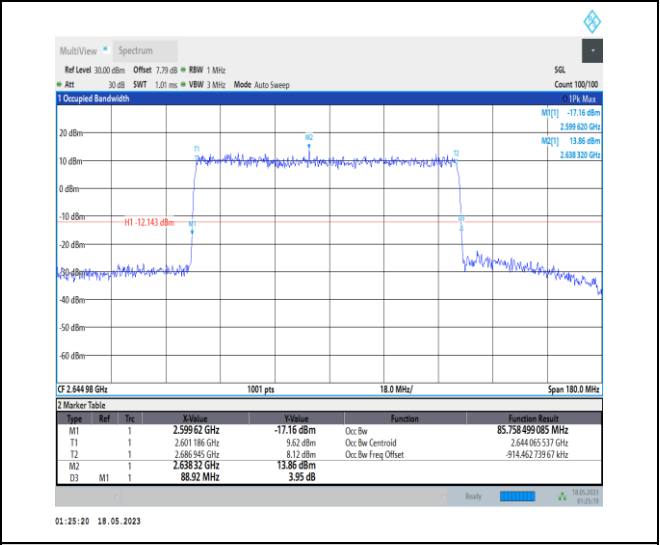 MultiView Spectrum
Ref Level 30.00 dBm Offset 7.79 dB RBW 1 MHz SGL
Att 30 dB SWT 1.01 ms VBW 3 MHz Mode Auto Sweep Count 100/100
1 Occupied Bandwidth 1Pk Max
M1[1] -17.16 dBm
2.599 620 GHz
M2[1] 13.86 dBm
2.638 320 GHz
20 dBm
M2
T1
T2
10 dBm
0 dBm
-10 dBm
H1 -12.143 dBm
M1
-20 dBm
-30 dBm
-40 dBm
-50 dBm
-60 dBm
CF 2.644 98 GHz 1001 pts 18.0 MHz/ Span 180.0 MHz
2 Marker Table
Type Ref Trc X-Value Y-Value Function Function Result
M1 1 2.599 62 GHz -17.16 dBm Occ Bw 85.758 499 085 MHz
T1 1 2.601 186 GHz 9.62 dBm Occ Bw Centroid 2.644 065 537 GHz
T2 1 2.686 945 GHz 8.12 dBm Occ Bw Freq Offset -914.462 739 67 kHz
M2 1 2.638 32 GHz 13.86 dBm
D3 M1 1 88.92 MHz 3.95 dB
Ready 18.05.2023
01:25:20 18.05.2023